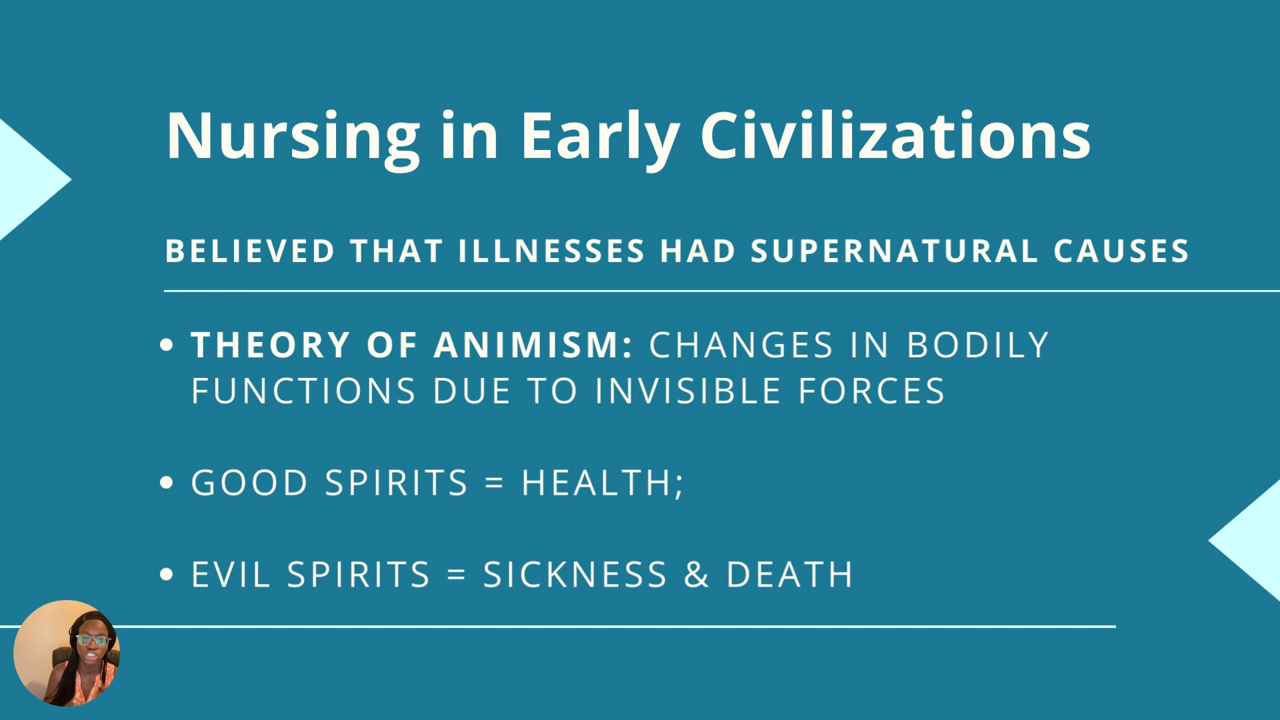 Nursing in Early Civilizations
BELIEVED THAT ILLNESSES HAD SUPERNATURAL CAUSES
• THEORY OF ANIMISM: CHANGES IN BODILY
FUNCTIONS DUE TO INVISIBLE FORCES
• GOOD SPIRITS = HEALTH;
• EVIL SPIRITS = SICKNESS & DEATH